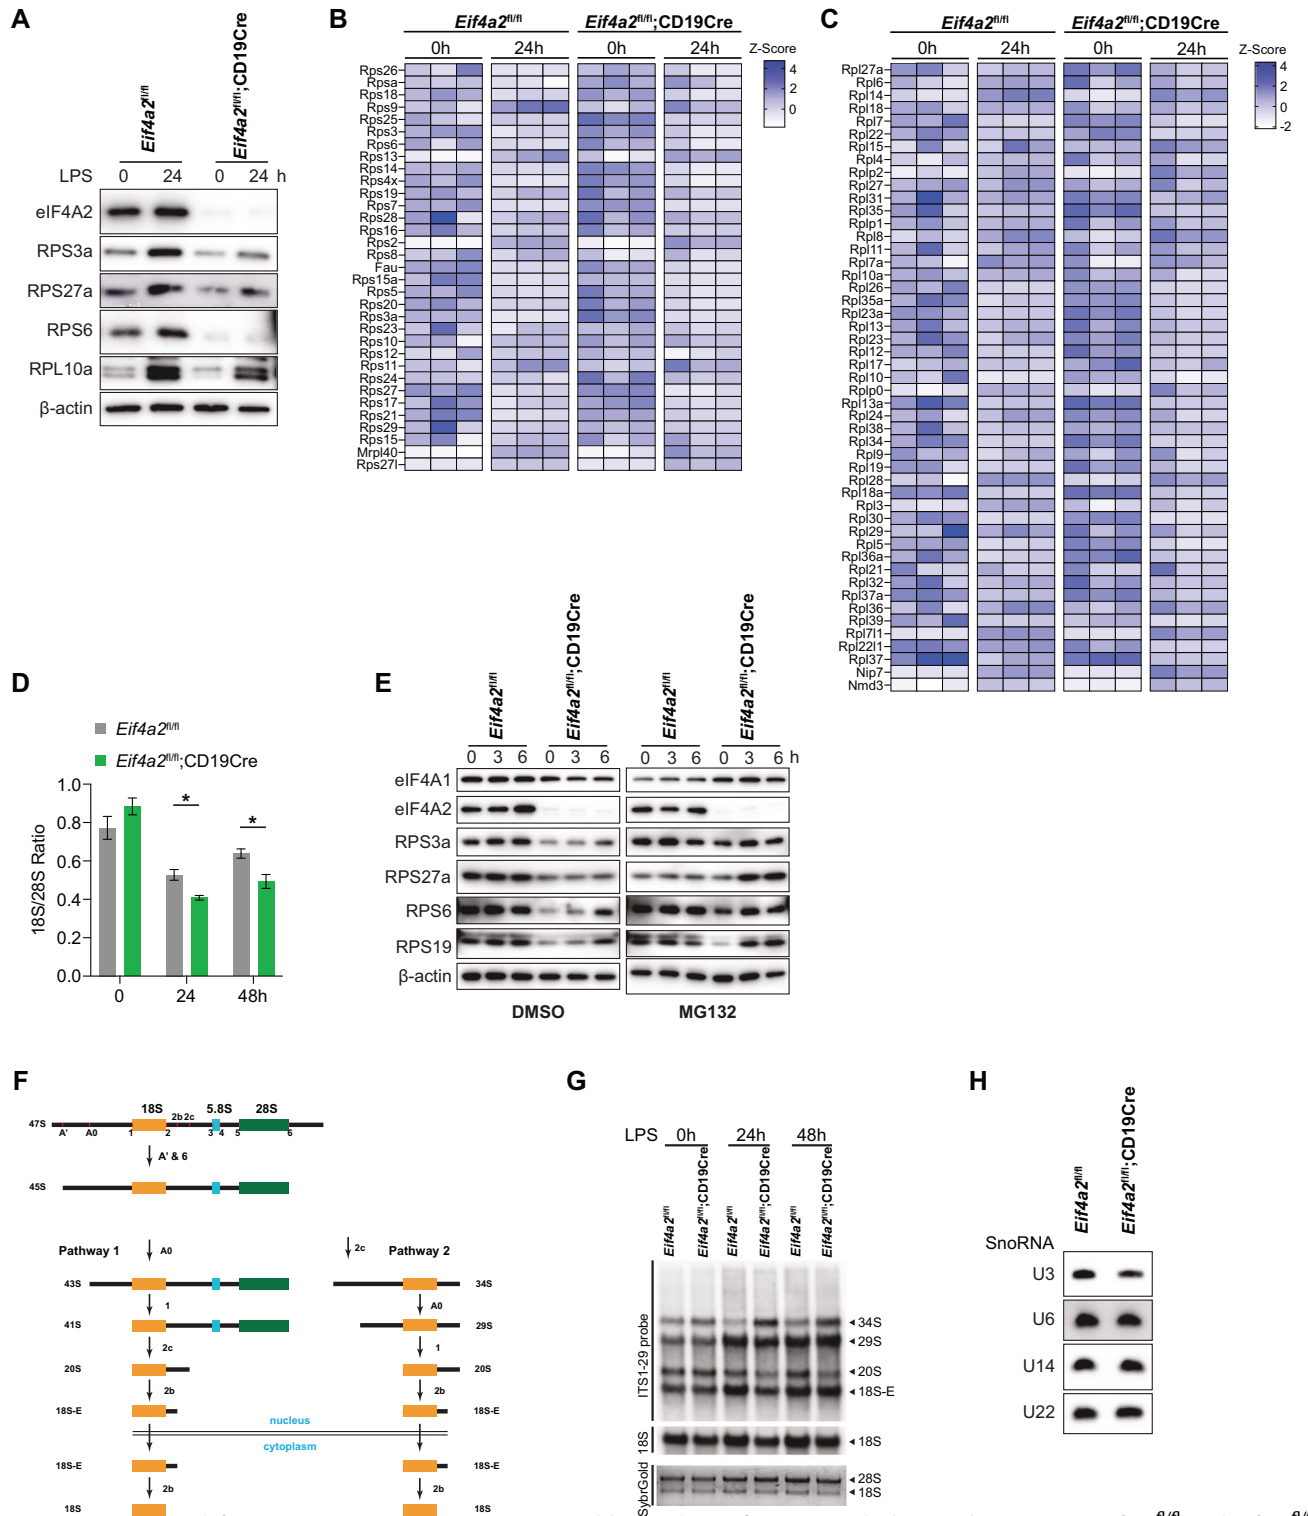 A
Eif4a2fl/fl
Eif4a2fl/fl;CD19Cre
LPS 0 24 0 24 h
eIF4A2
RPS3a
RPS27a
RPS6
RPL10a
β-actin
B
Eif4a2fl/fl Eif4a2fl/fl;CD19Cre
0h 24h 0h 24h
Z-Score
4
2
0
Rps26
Rpsa
Rps18
Rps9
Rps25
Rps3
Rps6
Rps13
Rps14
Rps4x
Rps19
Rps7
Rps28
Rps16
Rps2
Rps8
Fau
Rps15a
Rps5
Rps20
Rps3a
Rps23
Rps10
Rps12
Rps11
Rps24
Rps27
Rps17
Rps21
Rps29
Rps15
Mrpl40
Rps27l
C
Eif4a2fl/fl Eif4a2fl/fl;CD19Cre
0h 24h 0h 24h
Z-Score
4
2
0
-2
Rpl27a
Rpl6
Rpl14
Rpl18
Rpl7
Rpl22
Rpl15
Rpl4
Rplp2
Rpl27
Rpl31
Rpl35
Rplp1
Rpl8
Rpl11
Rpl7a
Rpl10a
Rpl26
Rpl35a
Rpl23a
Rpl13
Rpl23
Rpl12
Rpl17
Rpl10
Rplp0
Rpl13a
Rpl24
Rpl38
Rpl34
Rpl9
Rpl19
Rpl28
Rpl18a
Rpl3
Rpl30
Rpl29
Rpl5
Rpl36a
Rpl21
Rpl32
Rpl37a
Rpl36
Rpl39
Rpl7l1
Rpl22l1
Rpl37
Nip7
Nmd3
D
Eif4a2fl/fl
Eif4a2fl/fl;CD19Cre
18S/28S Ratio
1.0
0.8
0.6
0.4
0.2
0.0
* *
0 24 48h
E
Eif4a2fl/fl Eif4a2fl/fl;CD19Cre Eif4a2fl/fl Eif4a2fl/fl;CD19Cre
0 3 6 0 3 6 0 3 6 0 3 6 h
eIF4A1
eIF4A2
RPS3a
RPS27a
RPS6
RPS19
β-actin
DMSO MG132
F
18S 5.8S 28S
2b 2c
47S
A' A0 1 2 3 4 5 6
A' & 6
45S
Pathway 1 A0 2c Pathway 2
43S 34S
1 A0
41S 29S
2c 1
20S 20S
2b 2b
18S-E 18S-E
nucleus
cytoplasm
18S-E 18S-E
2b 2b
18S 18S
G
LPS 0h 24h 48h
Eif4a2fl/fl Eif4a2fl/fl;CD19Cre Eif4a2fl/fl Eif4a2fl/fl;CD19Cre Eif4a2fl/fl Eif4a2fl/fl;CD19Cre
ITS1-29 probe
34S
29S
20S
18S-E
18S
18S
SybrGold
28S
18S
H
Eif4a2fl/fl
Eif4a2fl/fl;CD19Cre
SnoRNA
U3
U6
U14
U22